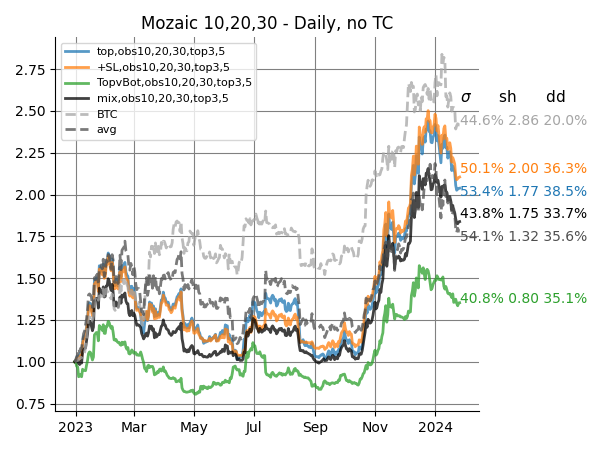 Mozaic 10,20,30 - Daily, no TC
top,obs10,20,30,top3,5
+SL,obs10,20,30,top3,5
TopvBot,obs10,20,30,top3,5
mix,obs10,20,30,top3,5
BTC
avg
σ sh dd
44.6% 2.86 20.0%
50.1% 2.00 36.3%
53.4% 1.77 38.5%
43.8% 1.75 33.7%
54.1% 1.32 35.6%
40.8% 0.80 35.1%
2.75
2.50
2.25
2.00
1.75
1.50
1.25
1.00
0.75
2023 Mar May Jul Sep Nov 2024